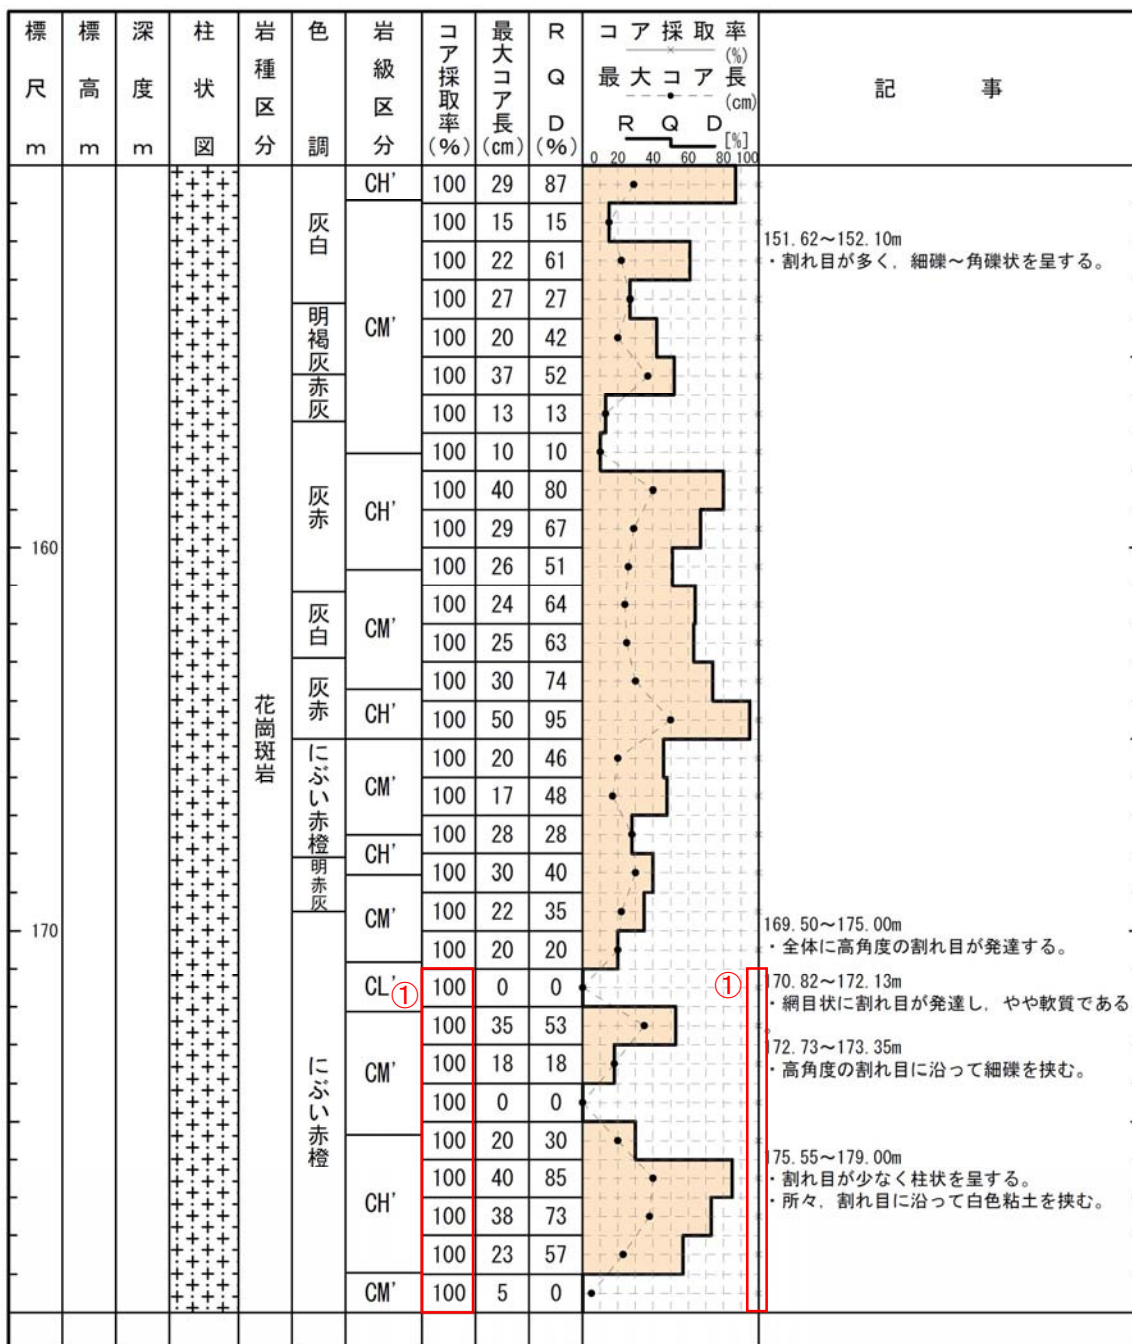 標尺m
標高m
深度m
柱状図
岩種区分
色調
岩級区分
コア採取率(%)
最大コア長(cm)
RQD(%)
コア採取率
(%)
最大コア長
(cm)
RQD
[%]
0 20 40 60 80 100
記事
CH' 100 29 87
灰白
100 15 15
151.62～152.10m
100 22 61
・割れ目が多く，細礫～角礫状を呈する。
100 27 27
明褐灰
CM'
100 20 42
100 37 52
赤灰
100 13 13
100 10 10
灰赤
100 40 80
CH'
100 29 67
160
100 26 51
灰白
100 24 64
CM'
100 25 63
灰赤
100 30 74
花崗斑岩
CH'
100 50 95
にぶい赤橙
100 20 46
CM'
100 17 48
100 28 28
CH'
明赤灰
100 30 40
CM'
100 22 35
169.50～175.00m
170
100 20 20
・全体に高角度の割れ目が発達する。
CL' ① 100 0 0
①
170.82～172.13m
・網目状に割れ目が発達し，やや軟質である
。
100 35 53
172.73～173.35m
CM'
100 18 18
・高角度の割れ目に沿って細礫を挟む。
にぶい赤橙
100 0 0
100 20 30
175.55～179.00m
100 40 85
・割れ目が少なく柱状を呈する。
CH'
100 38 73
・所々，割れ目に沿って白色粘土を挟む。
100 23 57
CM' 100 5 0